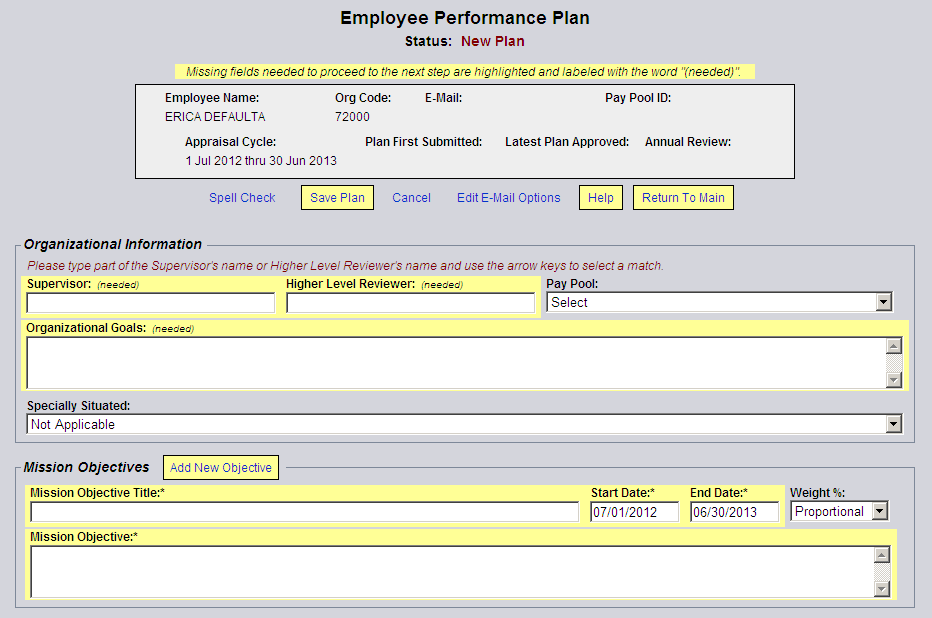 Employee Performance Plan
Status: New Plan
Missing fields needed to proceed to the next step are highlighted and labeled with the word "(needed)".
Employee Name: Org Code: E-Mail: Pay Pool ID:
ERICA DEFAULTA 72000
Appraisal Cycle: Plan First Submitted: Latest Plan Approved: Annual Review:
1 Jul 2012 thru 30 Jun 2013
Spell Check Save Plan Cancel Edit E-Mail Options Help Return To Main
Organizational Information
Please type part of the Supervisor's name or Higher Level Reviewer's name and use the arrow keys to select a match.
Supervisor: (needed) Higher Level Reviewer: (needed) Pay Pool:
Select
Organizational Goals: (needed)
Specially Situated:
Not Applicable
Mission Objectives Add New Objective
Mission Objective Title:* Start Date:* End Date:* Weight %:
07/01/2012 06/30/2013 Proportional
Mission Objective:*